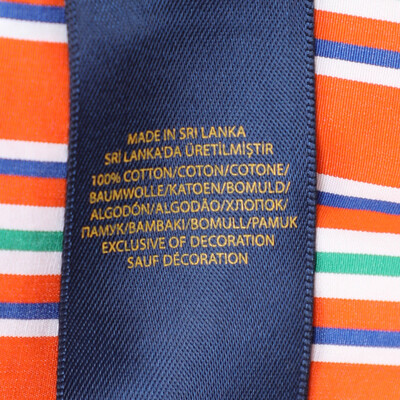 MADE IN SRI LANKA
SRİ LANKA'DA ÜRETİLMİŞTİR
100% COTTON/COTON/COTONE/
BAUMWOLLE/KATOEN/BOMULD/
ALGODÓN/ALGODÃO/ХЛОПОК/
ПАМУК/BAMBAKI/BOMULL/PAMUK
EXCLUSIVE OF DECORATION
SAUF DÉCORATION